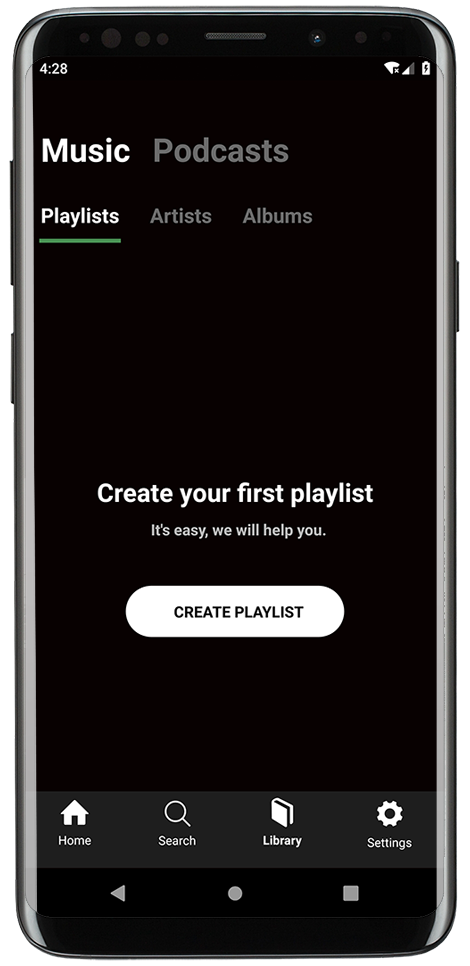 4:28
Music Podcasts
Playlists Artists Albums
Create your first playlist
It's easy, we will help you.
CREATE PLAYLIST
Home Search Library Settings